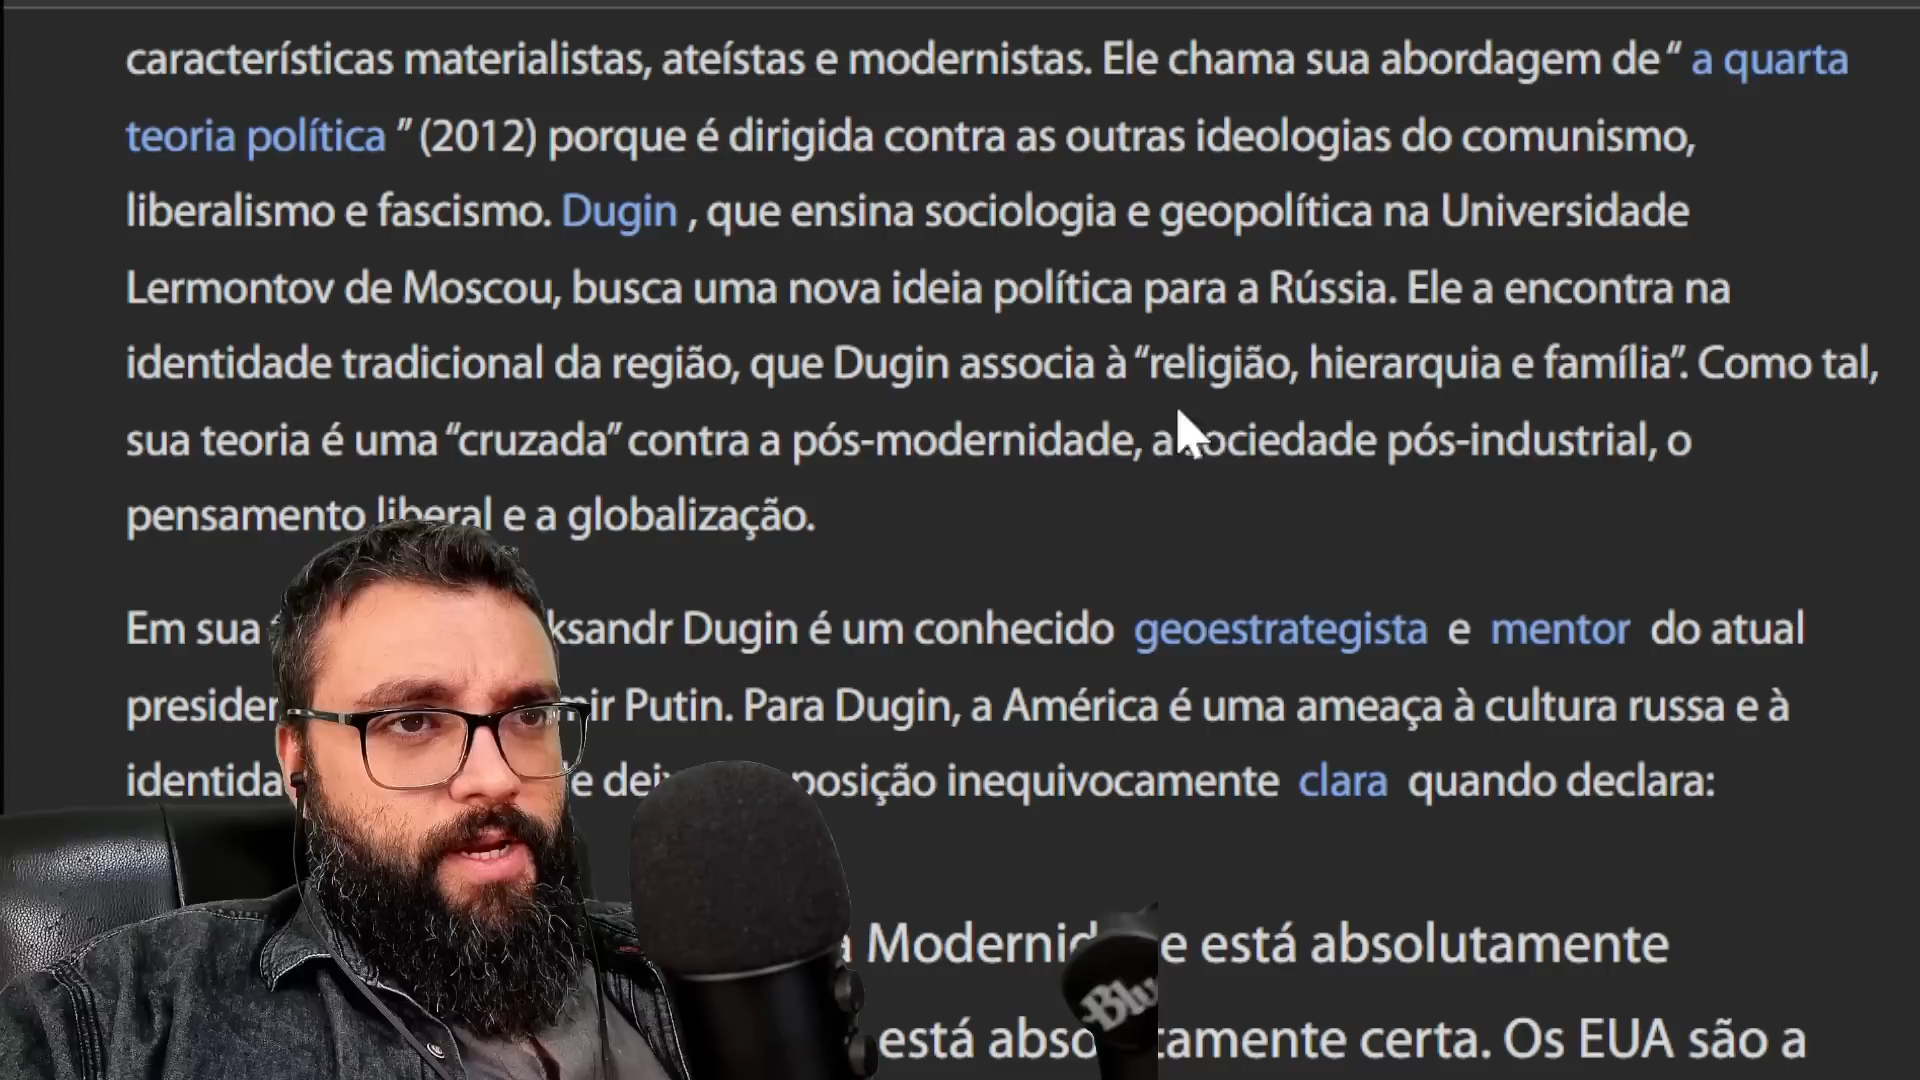 características materialistas, ateístas e modernistas. Ele chama sua abordagem de “ a quarta
teoria política ” (2012) porque é dirigida contra as outras ideologias do comunismo,
liberalismo e fascismo. Dugin , que ensina sociologia e geopolítica na Universidade
Lermontov de Moscou, busca uma nova ideia política para a Rússia. Ele a encontra na
identidade tradicional da região, que Dugin associa à “religião, hierarquia e família”. Como tal,
sua teoria é uma “cruzada” contra a pós-modernidade, a sociedade pós-industrial, o
pensamento liberal e a globalização.
Em sua ksandr Dugin é um conhecido geoestrategista e mentor do atual
presiden mir Putin. Para Dugin, a América é uma ameaça à cultura russa e à
identida posição inequivocamente clara quando declara:
a Modernid e está absolutamente
está abso tamente certa. Os EUA são a
Blu